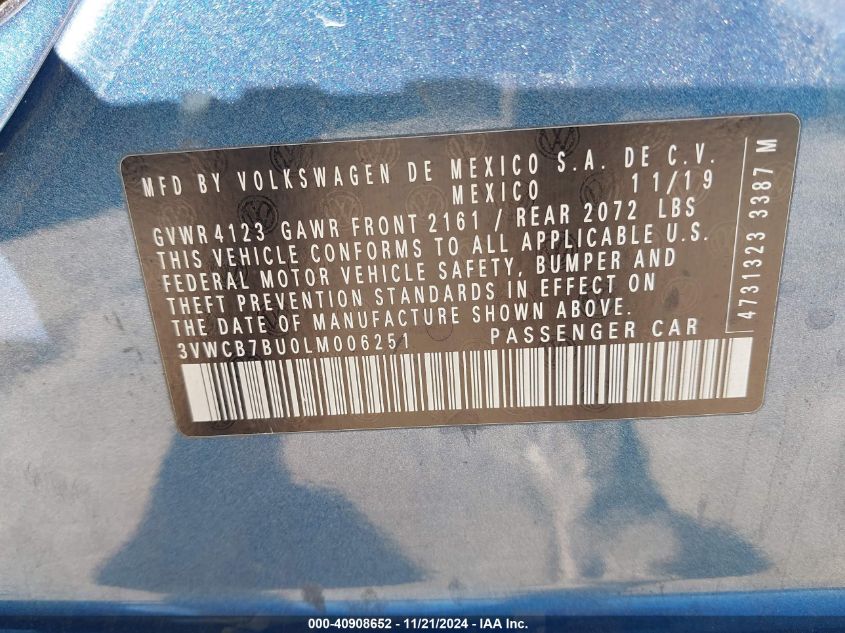 MFD BY VOLKSWAGEN DE MEXICO S.A. DE C.V.
MEXICO 11/19
GVWR 4123 GAWR FRONT 2161 / REAR 2072 LBS
THIS VEHICLE CONFORMS TO ALL APPLICABLE U.S.
FEDERAL MOTOR VEHICLE SAFETY, BUMPER AND
THEFT PREVENTION STANDARDS IN EFFECT ON
THE DATE OF MANUFACTURE SHOWN ABOVE.
3VWCB7BU0LM006251 PASSENGER CAR
4731323 3387 M
000-40908652 - 11/21/2024 - IAA Inc.